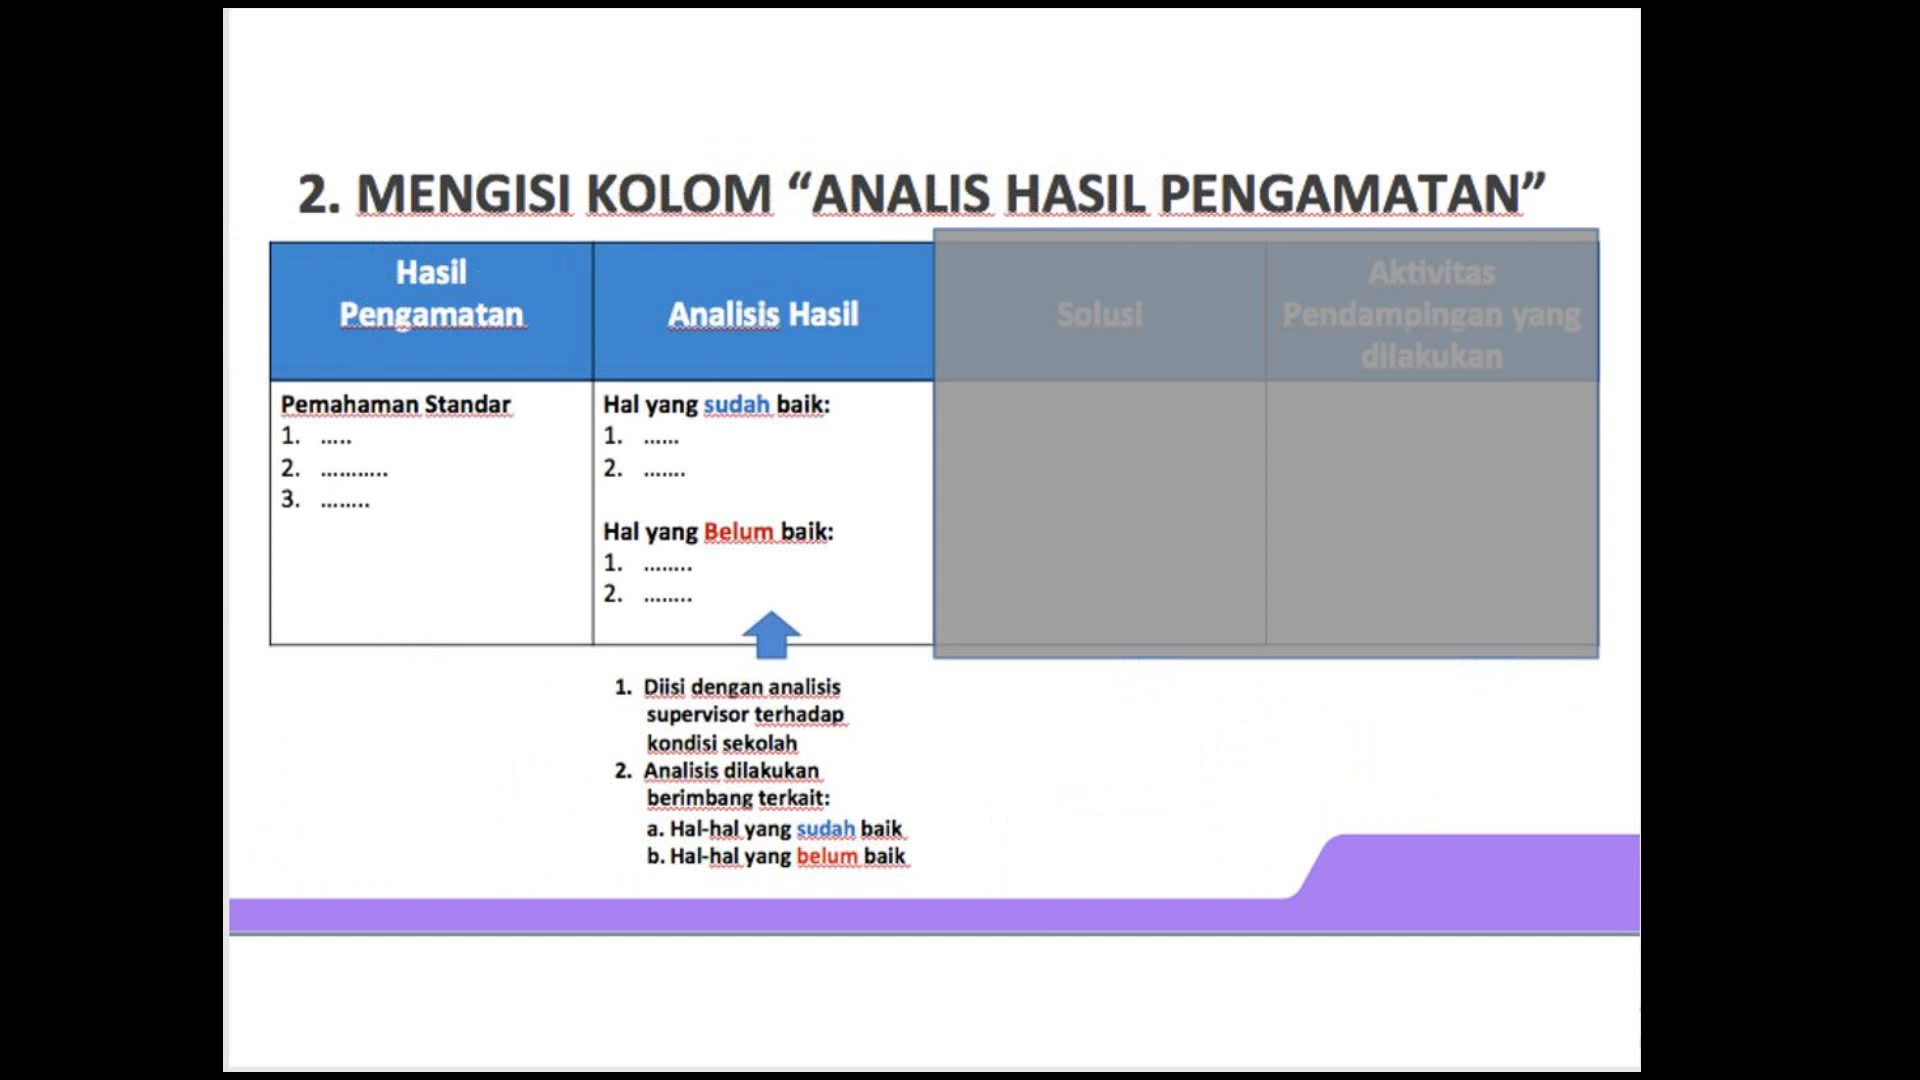 2. MENGISI KOLOM “ANALIS HASIL PENGAMATAN”
Hasil
Pengamatan
Analisis Hasil
Solusi
Aktivitas
Pendampingan yang
dilakukan
Pemahaman Standar
1. .....
2. ...........
3. ........
Hal yang sudah baik:
1. ......
2. .......
Hal yang Belum baik:
1. ........
2. ........
1. Diisi dengan analisis
supervisor terhadap
kondisi sekolah
2. Analisis dilakukan
berimbang terkait:
a. Hal-hal yang sudah baik
b. Hal-hal yang belum baik